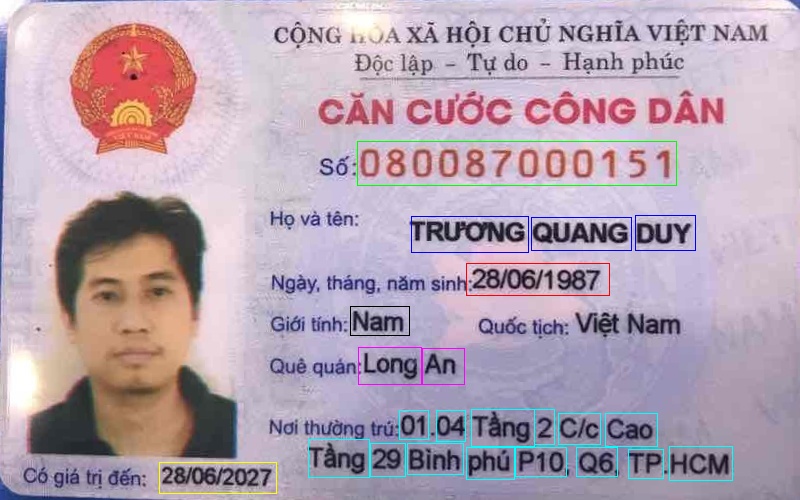 CỘNG HÒA XÃ HỘI CHỦ NGHĨA VIỆT NAM
Độc lập - Tự do - Hạnh phúc
CĂN CƯỚC CÔNG DÂN
Số: 080087000151
Họ và tên: TRƯƠNG QUANG DUY
Ngày, tháng, năm sinh: 28/06/1987
Giới tính: Nam Quốc tịch: Việt Nam
Quê quán: Long An
Nơi thường trú: 01.04 Tầng 2 C/c Cao
Tầng 29 Bình phú P10, Q6, TP.HCM
Có giá trị đến: 28/06/2027